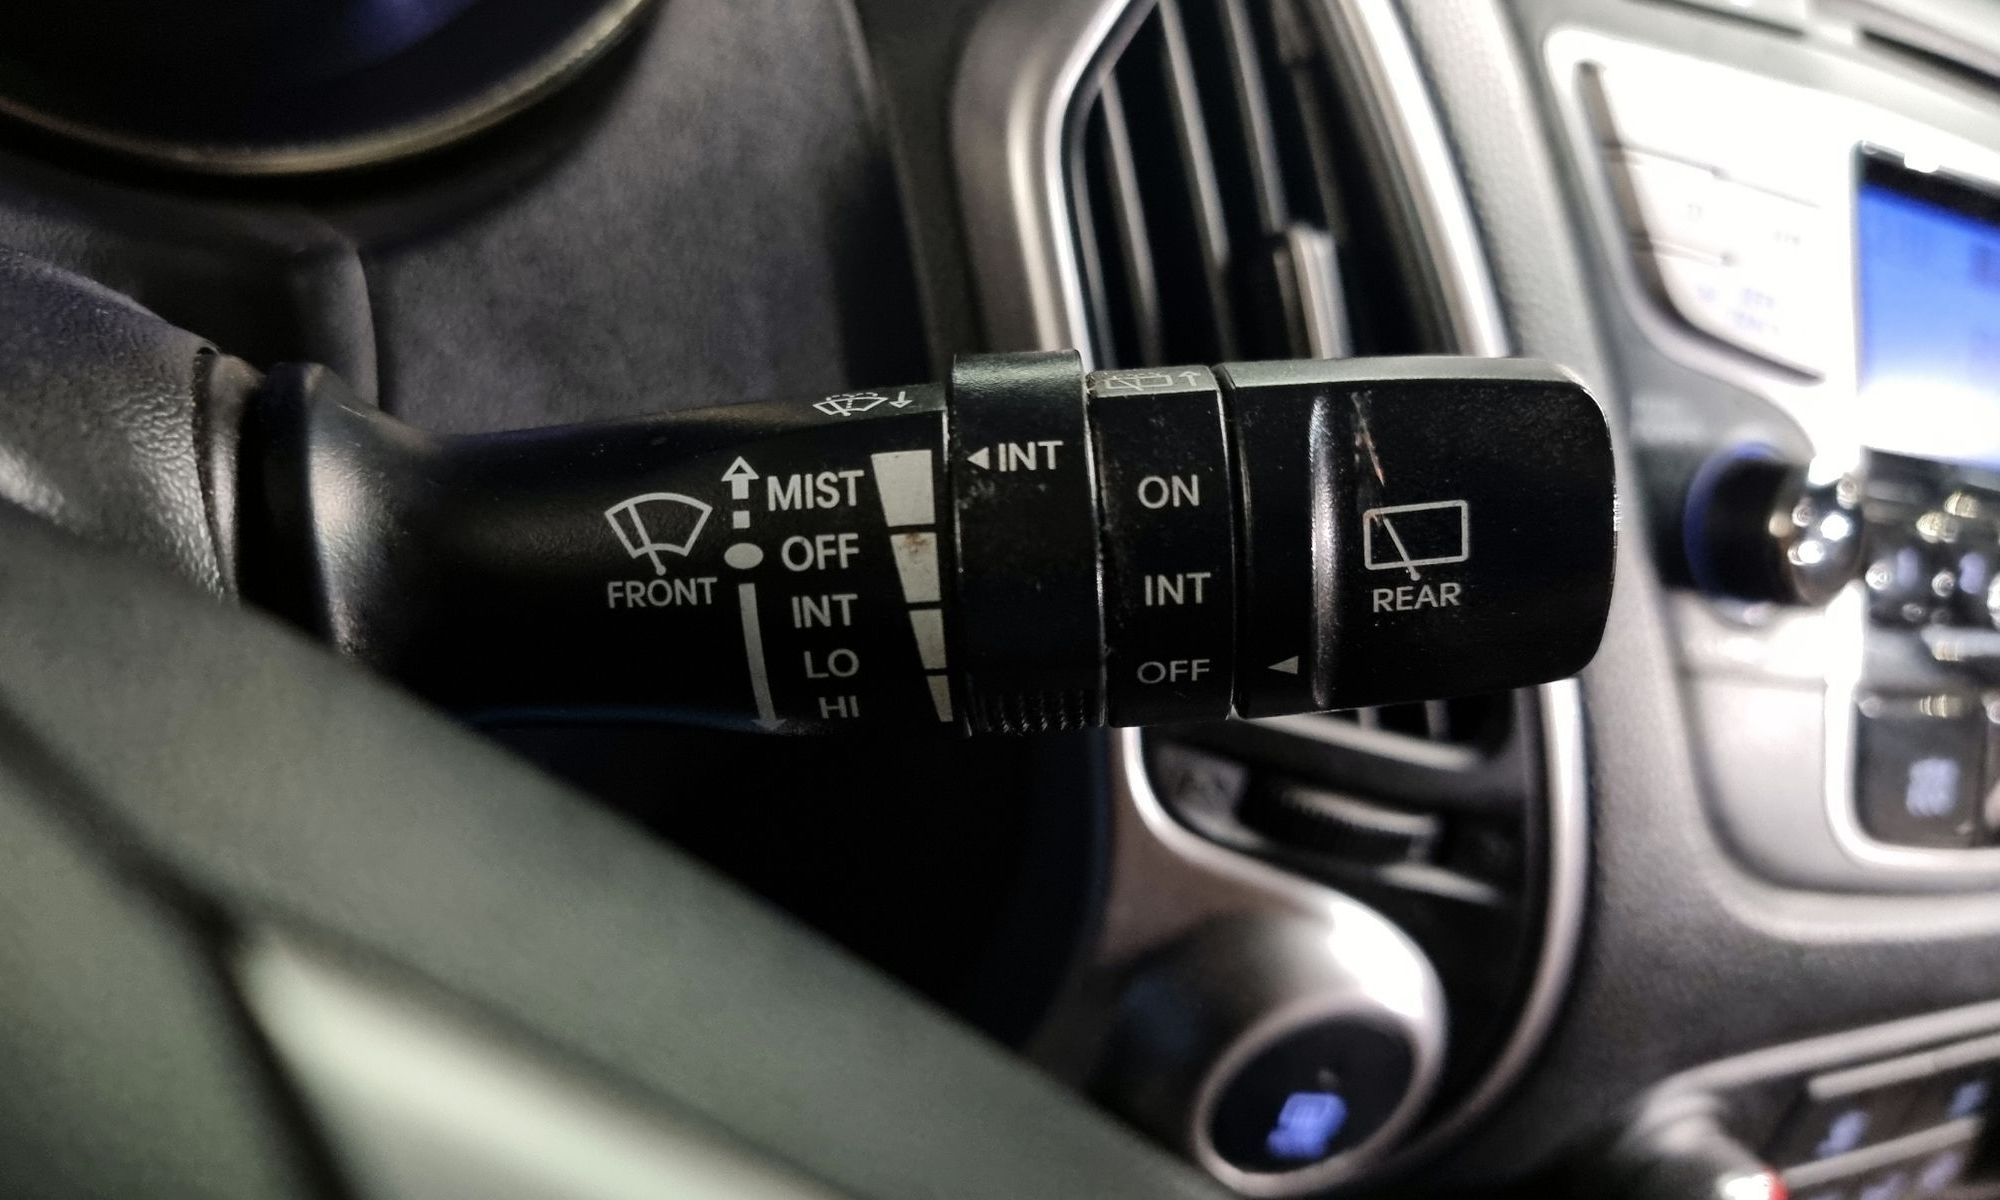 MIST
OFF
INT
LO
HI
FRONT
INT
ON
INT
OFF
REAR